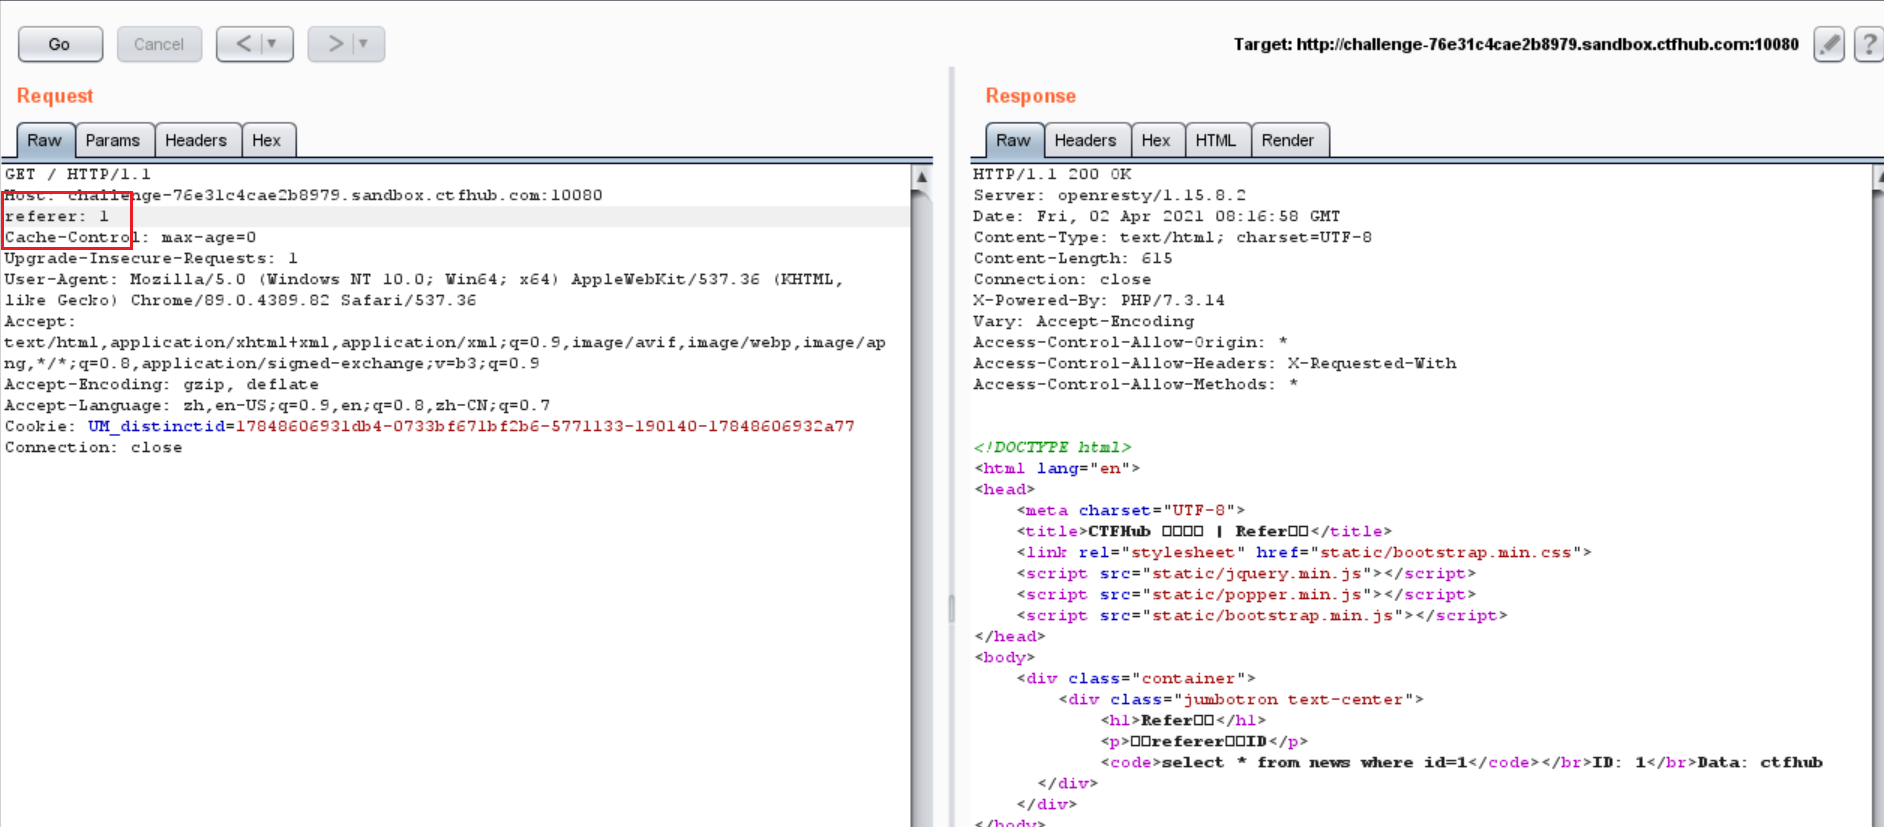 Go
Cancel
<
>
Target: http://challenge-76e31c4cae2b8979.sandbox.ctfhub.com:10080
?
Request
Raw
Params
Headers
Hex
GET / HTTP/1.1
Host: challenge-76e31c4cae2b8979.sandbox.ctfhub.com:10080
referer: 1
Cache-Control: max-age=0
Upgrade-Insecure-Requests: 1
User-Agent: Mozilla/5.0 (Windows NT 10.0; Win64; x64) AppleWebKit/537.36 (KHTML,
like Gecko) Chrome/89.0.4389.82 Safari/537.36
Accept:
text/html,application/xhtml+xml,application/xml;q=0.9,image/avif,image/webp,image/ap
ng,*/*;q=0.8,application/signed-exchange;v=b3;q=0.9
Accept-Encoding: gzip, deflate
Accept-Language: zh,en-US;q=0.9,en;q=0.8,zh-CN;q=0.7
Cookie: UM_distinctid=17848606931db4-0733bf671bf2b6-5771133-190140-17848606932a77
Connection: close
Response
Raw
Headers
Hex
HTML
Render
HTTP/1.1 200 OK
Server: openresty/1.15.8.2
Date: Fri, 02 Apr 2021 08:16:58 GMT
Content-Type: text/html; charset=UTF-8
Content-Length: 615
Connection: close
X-Powered-By: PHP/7.3.14
Vary: Accept-Encoding
Access-Control-Allow-Origin: *
Access-Control-Allow-Headers: X-Requested-With
Access-Control-Allow-Methods: *
<!DOCTYPE html>
<html lang="en">
<head>
<meta charset="UTF-8">
<title>CTFHub □□□□ | Refer□□</title>
<link rel="stylesheet" href="static/bootstrap.min.css">
<script src="static/jquery.min.js"></script>
<script src="static/popper.min.js"></script>
<script src="static/bootstrap.min.js"></script>
</head>
<body>
<div class="container">
<div class="jumbotron text-center">
<h1>Refer□□</h1>
<p>□□referer□□ID</p>
<code>select * from news where id=1</code></br>ID: 1</br>Data: ctfhub
</div>
</div>
</body>